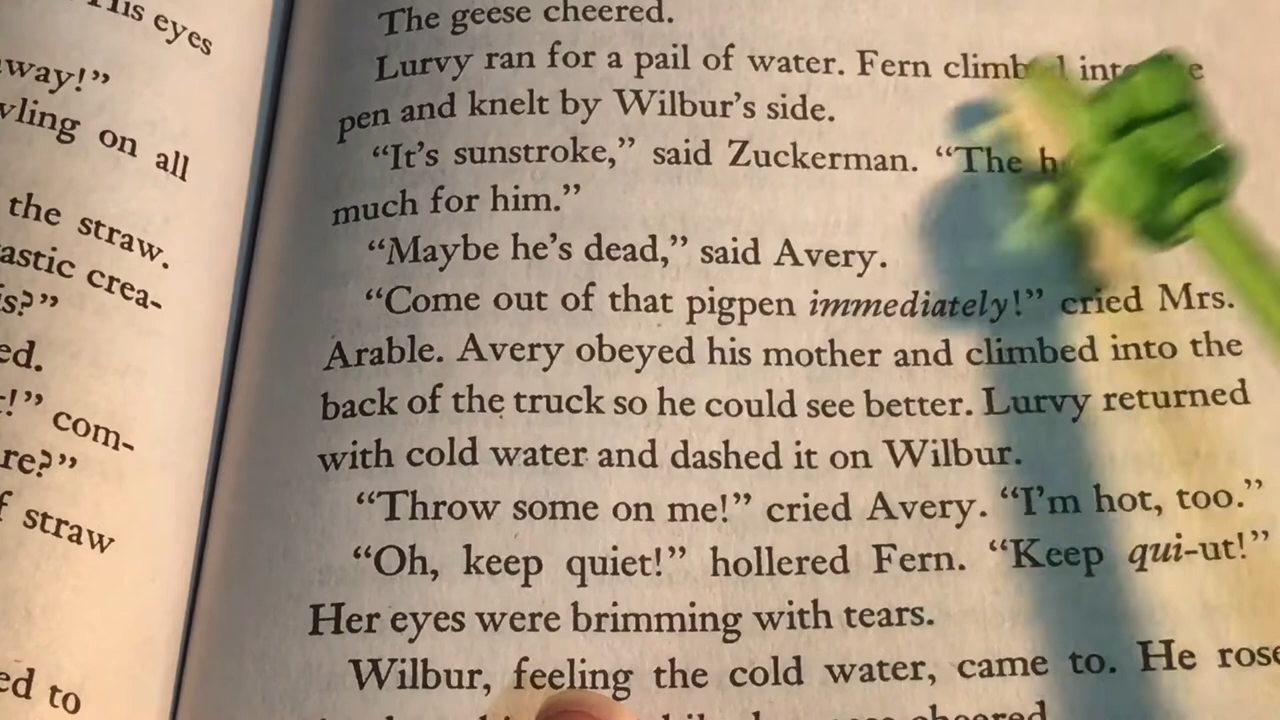 His eyes
way!”
on all
the straw.
crea-
ed.
com-
re?”
straw
ed to
The geese cheered.
Lurvy ran for a pail of water. Fern climbed into the
pen and knelt by Wilbur’s side.
“It’s sunstroke,” said Zuckerman. “The
much for him.”
“Maybe he’s dead,” said Avery.
“Come out of that pigpen immediately!” cried Mrs.
Arable. Avery obeyed his mother and climbed into the
back of the truck so he could see better. Lurvy returned
with cold water and dashed it on Wilbur.
“Throw some on me!” cried Avery. “I’m hot, too.”
“Oh, keep quiet!” hollered Fern. “Keep qui-ut!”
Her eyes were brimming with tears.
Wilbur, feeling the cold water, came to. He rose
cheered